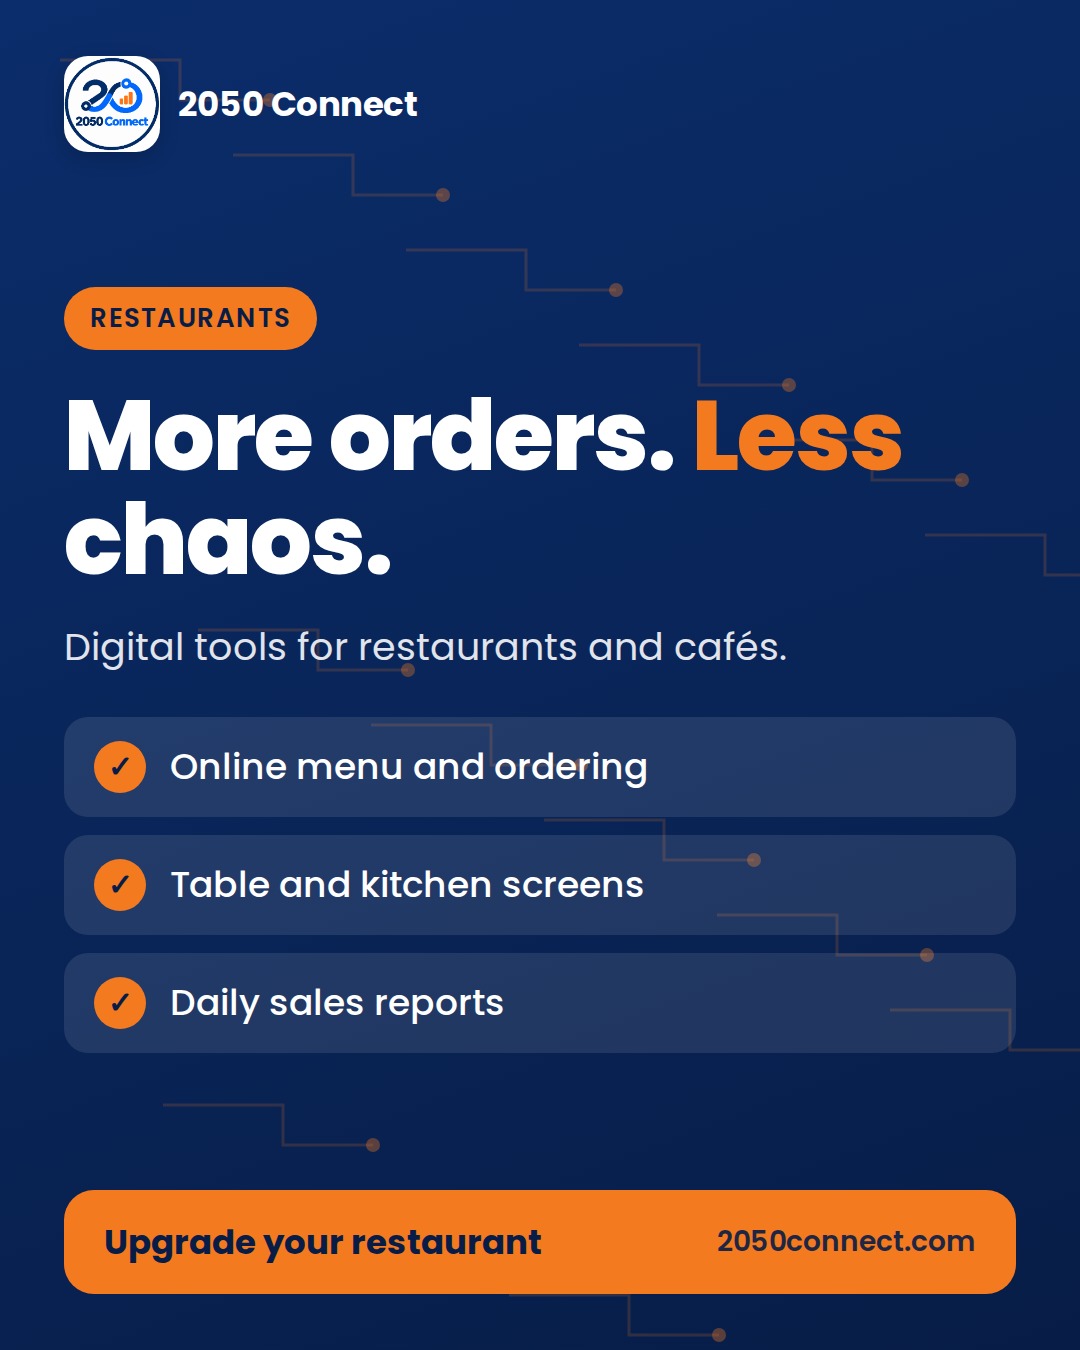 2050 Connect
2050 Connect
RESTAURANTS
More orders. Less
chaos.
Digital tools for restaurants and cafés.
✓ Online menu and ordering
✓ Table and kitchen screens
✓ Daily sales reports
Upgrade your restaurant
2050connect.com